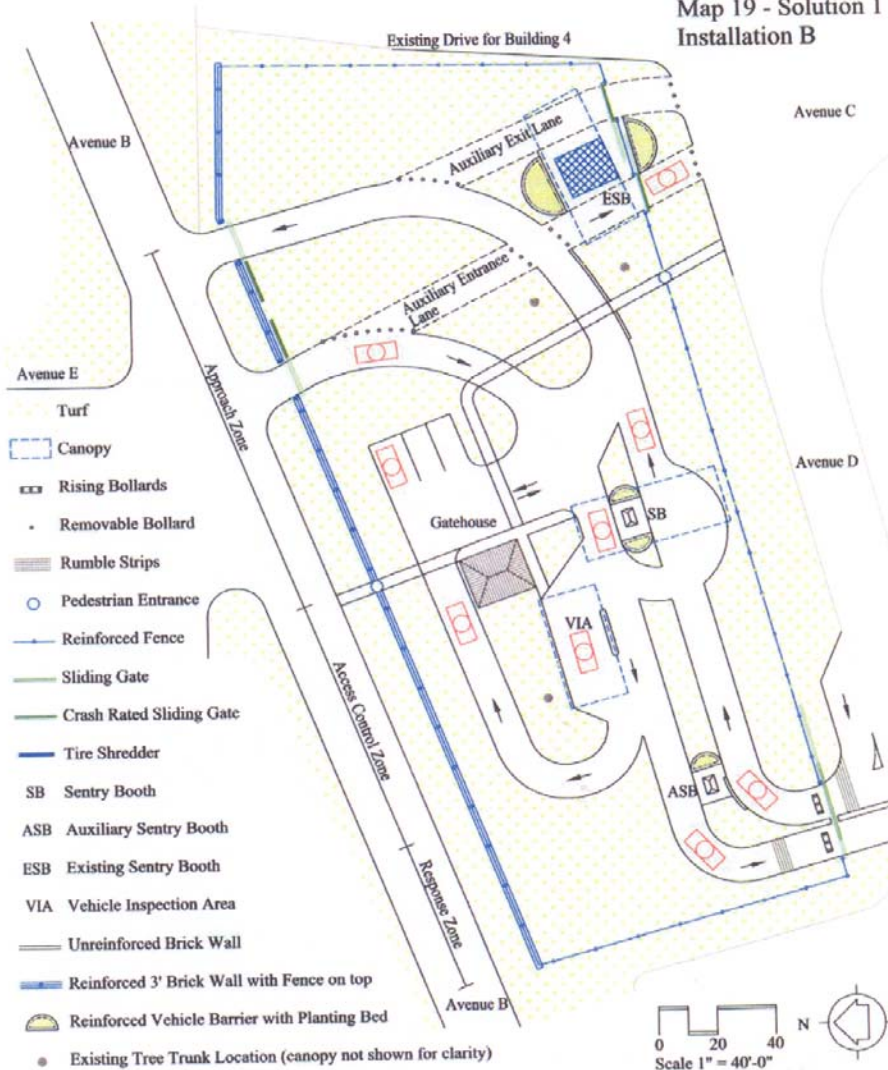 Map 19 - Solution 1
Installation B
Existing Drive for Building 4
Avenue B
Avenue C
Auxiliary Exit Lane
ESB
Auxiliary Entrance
Lane
Avenue E
Approach Zone
Turf
Canopy
Rising Bollards
Removable Bollard
Rumble Strips
Pedestrian Entrance
Reinforced Fence
Sliding Gate
Crash Rated Sliding Gate
Tire Shredder
SB Sentry Booth
ASB Auxiliary Sentry Booth
ESB Existing Sentry Booth
VIA Vehicle Inspection Area
Unreinforced Brick Wall
Reinforced 3' Brick Wall with Fence on top
Reinforced Vehicle Barrier with Planting Bed
Existing Tree Trunk Location (canopy not shown for clarity)
Avenue D
Gatehouse
SB
VIA
Access Control Zone
ASB
Response Zone
Avenue B
0 20 40
N
Scale 1" = 40'-0"